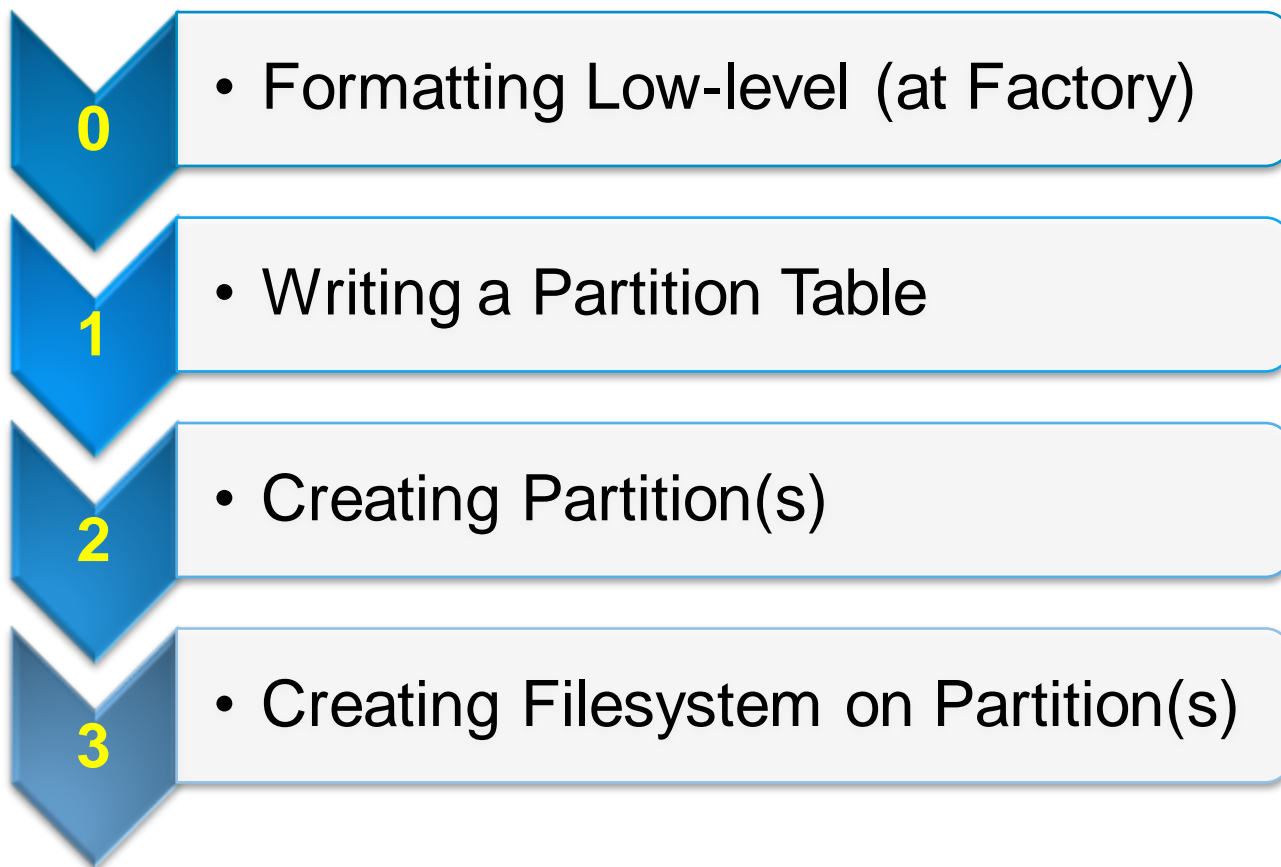 0
• Formatting Low-level (at Factory)
1
• Writing a Partition Table
2
• Creating Partition(s)
3
• Creating Filesystem on Partition(s)